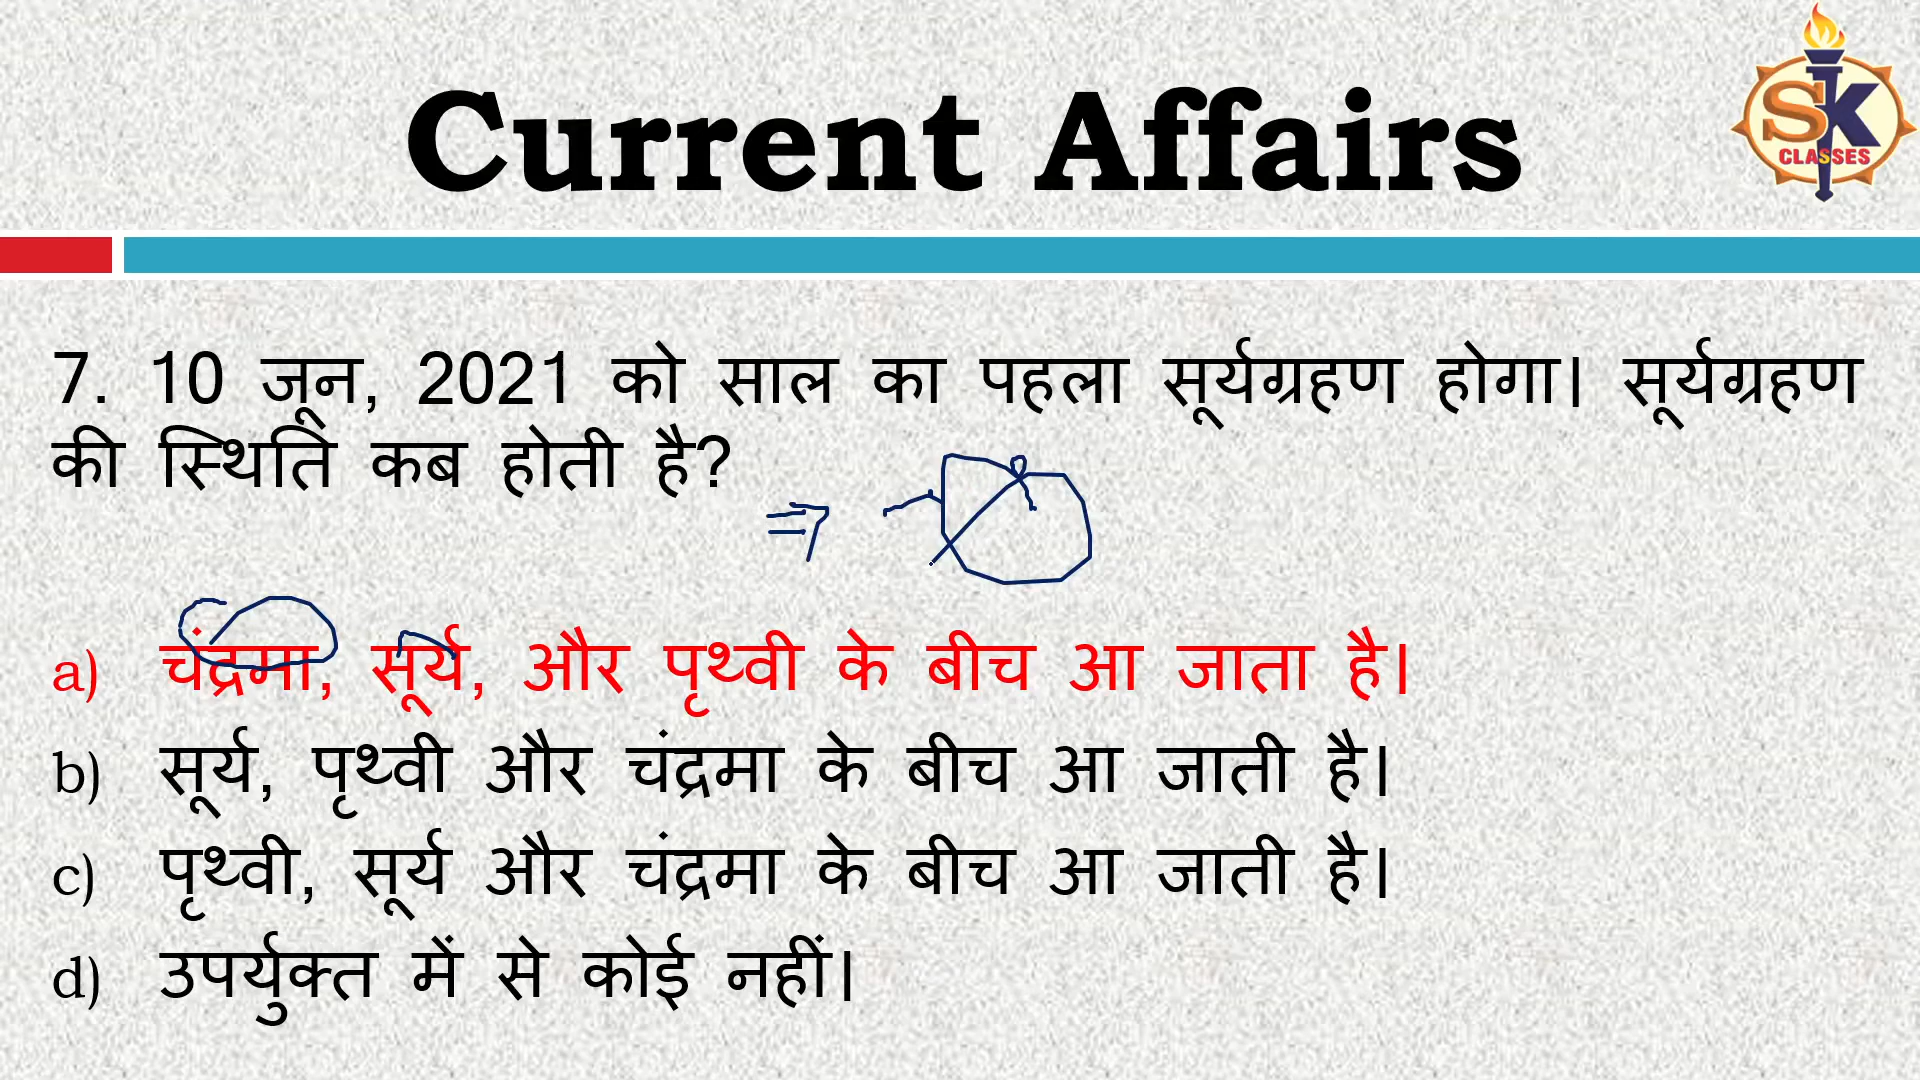 Current Affairs
SK
CLASSES
7. 10 जून, 2021 को साल का पहला सूर्यग्रहण होगा। सूर्यग्रहण
की स्थिति कब होती है?
a) चंद्रमा, सूर्य, और पृथ्वी के बीच आ जाता है।
b) सूर्य, पृथ्वी और चंद्रमा के बीच आ जाती है।
c) पृथ्वी, सूर्य और चंद्रमा के बीच आ जाती है।
d) उपर्युक्त में से कोई नहीं।